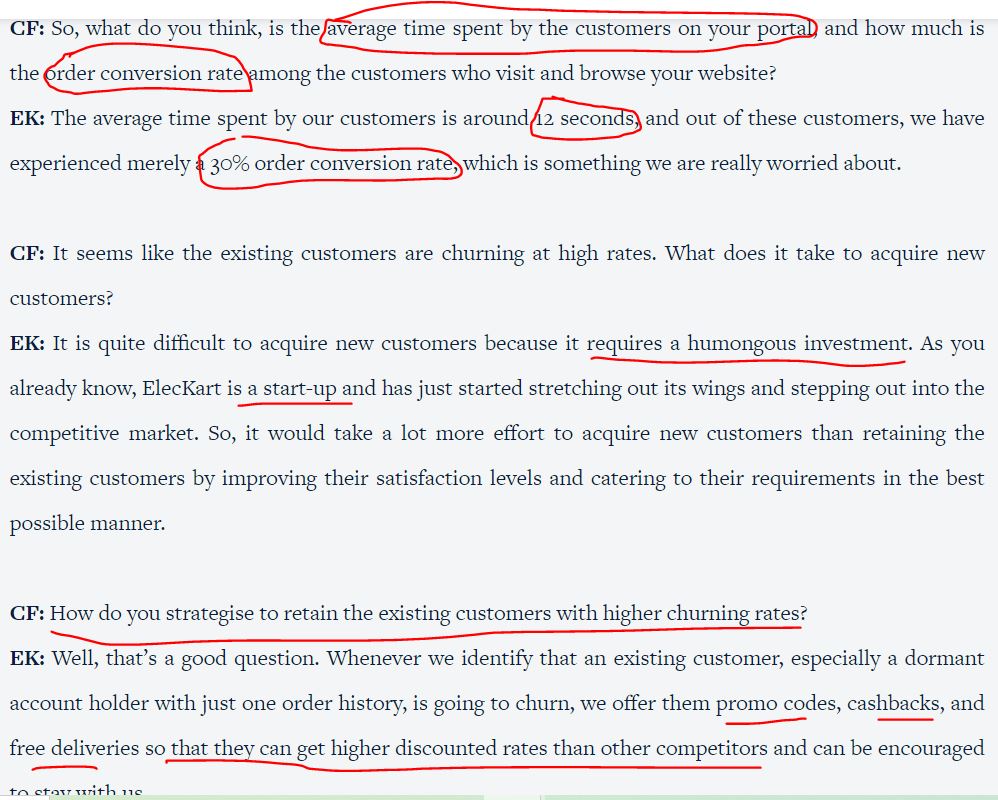 CF: So, what do you think, is the average time spent by the customers on your portal, and how much is
the order conversion rate among the customers who visit and browse your website?
EK: The average time spent by our customers is around 12 seconds, and out of these customers, we have
experienced merely a 30% order conversion rate, which is something we are really worried about.
CF: It seems like the existing customers are churning at high rates. What does it take to acquire new
customers?
EK: It is quite difficult to acquire new customers because it requires a humongous investment. As you
already know, ElecKart is a start-up and has just started stretching out its wings and stepping out into the
competitive market. So, it would take a lot more effort to acquire new customers than retaining the
existing customers by improving their satisfaction levels and catering to their requirements in the best
possible manner.
CF: How do you strategise to retain the existing customers with higher churning rates?
EK: Well, that’s a good question. Whenever we identify that an existing customer, especially a dormant
account holder with just one order history, is going to churn, we offer them promo codes, cashbacks, and
free deliveries so that they can get higher discounted rates than other competitors and can be encouraged
to stay with us